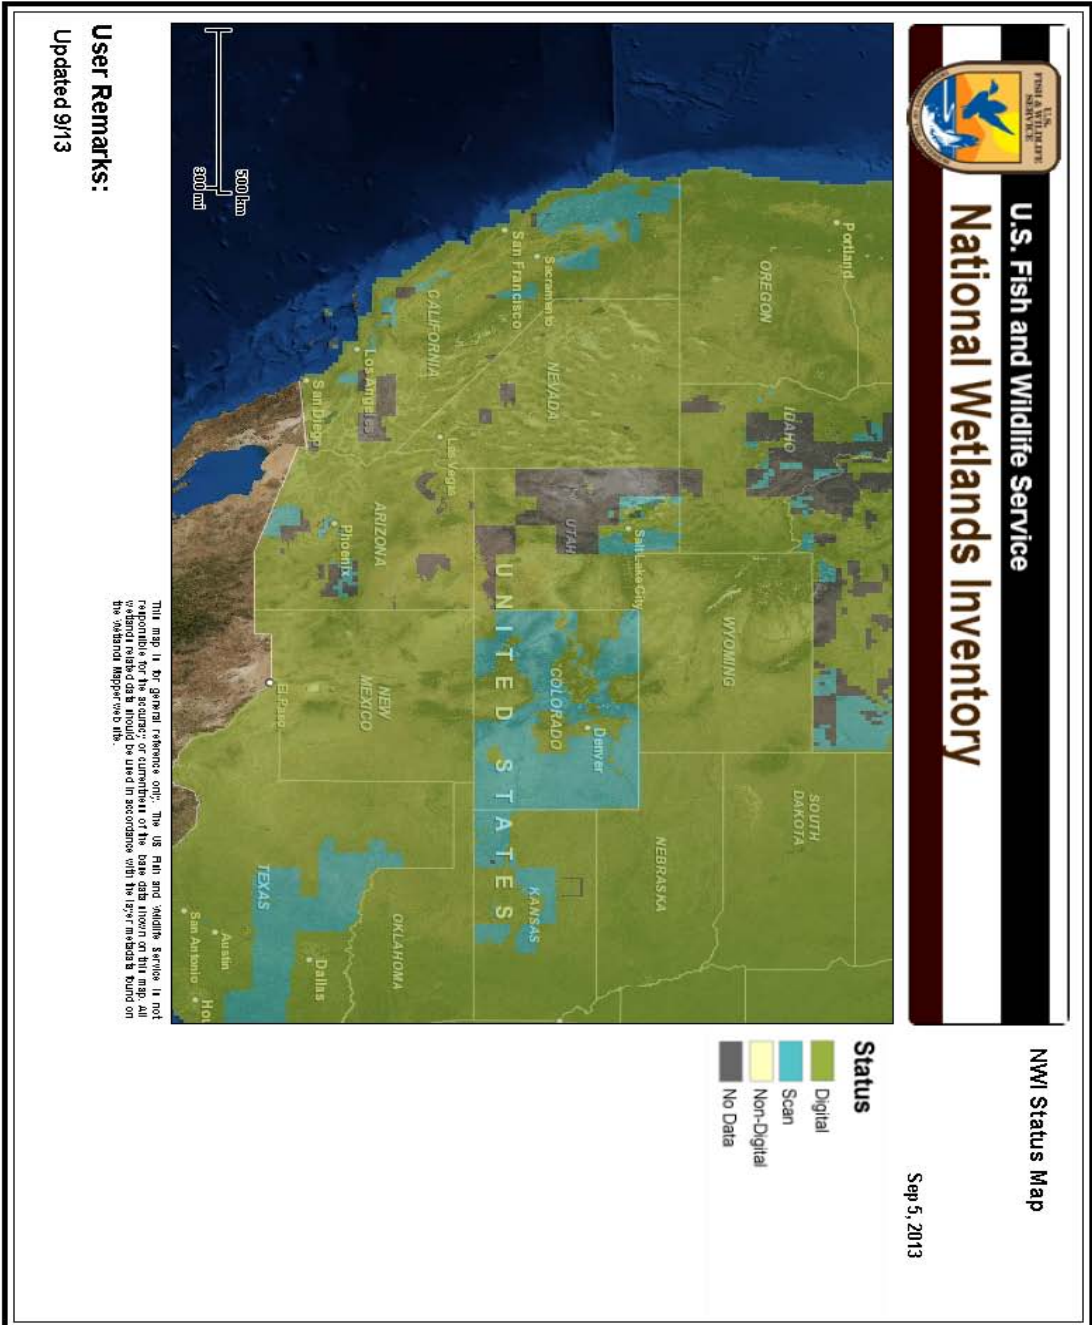 U.S.
FISH & WILDLIFE
SERVICE
U.S. Fish and Wildlife Service
National Wetlands Inventory
NWI Status Map
Sep 5, 2013
Portland
OREGON
IDAHO
SOUTH
DAKOTA
WYOMING
NEBRASKA
Sacramento
San Francisco
NEVADA
Salt Lake City
UTAH
Denver
COLORADO
KANSAS
UNITED STATES
CALIFORNIA
Las Vegas
Los Angeles
San Diego
ARIZONA
Phoenix
NEW
MEXICO
OKLAHOMA
El Paso
TEXAS
Dallas
Austin
San Antonio
Hou
500 km
300 mi
Status
Digital
Scan
Non-Digital
No Data
This map is for general reference only. The US Fish and Wildlife Service is not
responsible for the accuracy or currentness of the base data shown on this map. All
wetlands related data should be used in accordance with the layer metadata found on
the Wetlands Mapper web site.
User Remarks:
Updated 9/13